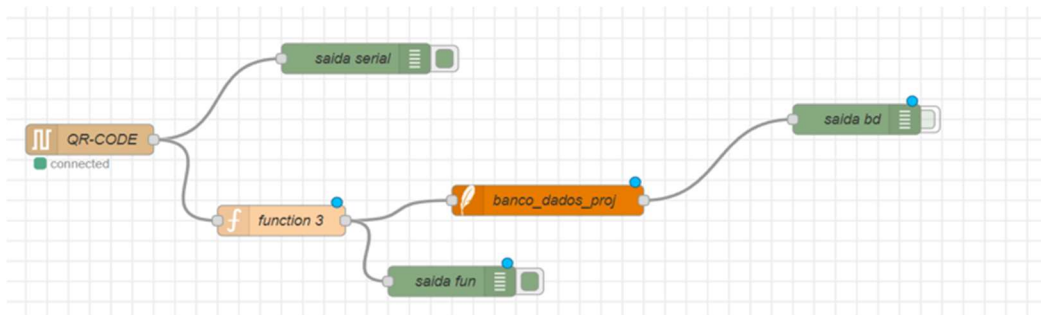 saida serial
QR-CODE
connected
saida bd
function 3
banco_dados_proj
saida fun